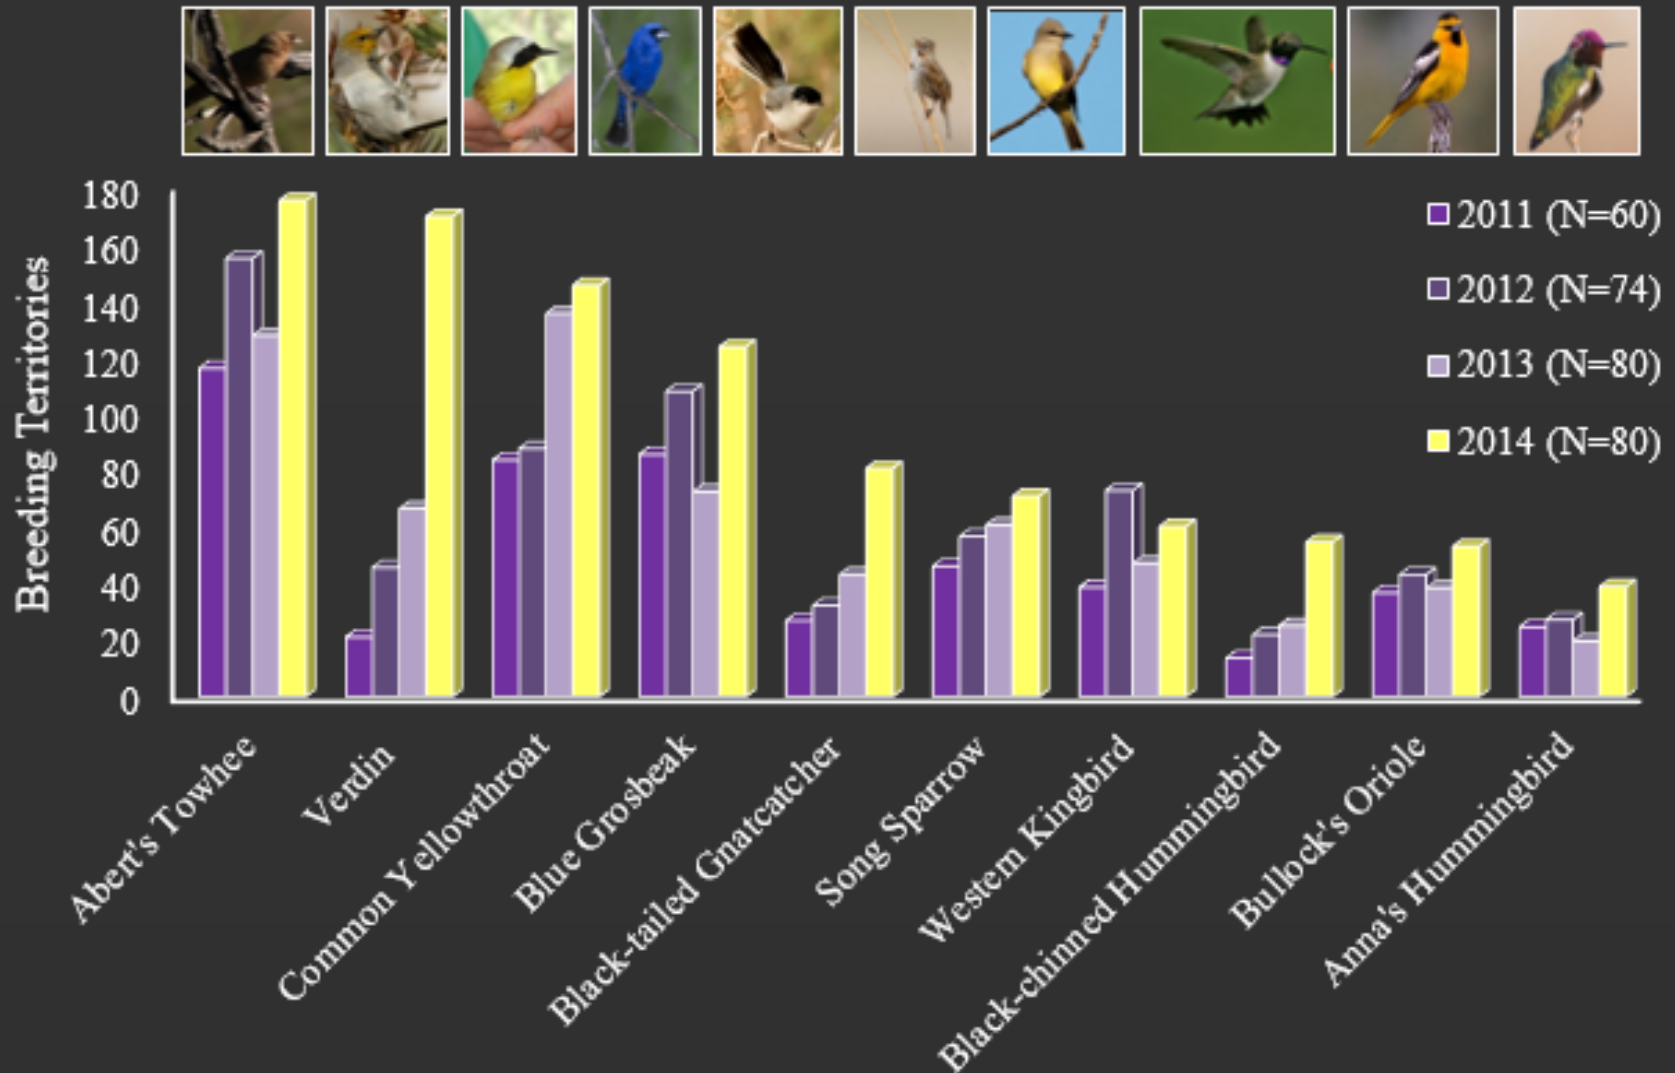 180
160
140
120
100
80
60
40
20
0
Breeding Territories
2011 (N=60)
2012 (N=74)
2013 (N=80)
2014 (N=80)
Abert's Towhee
Verdin
Common Yellowthroat
Blue Grosbeak
Black-tailed Gnatcatcher
Song Sparrow
Western Kingbird
Black-chinned Hummingbird
Bullock's Oriole
Anna's Hummingbird